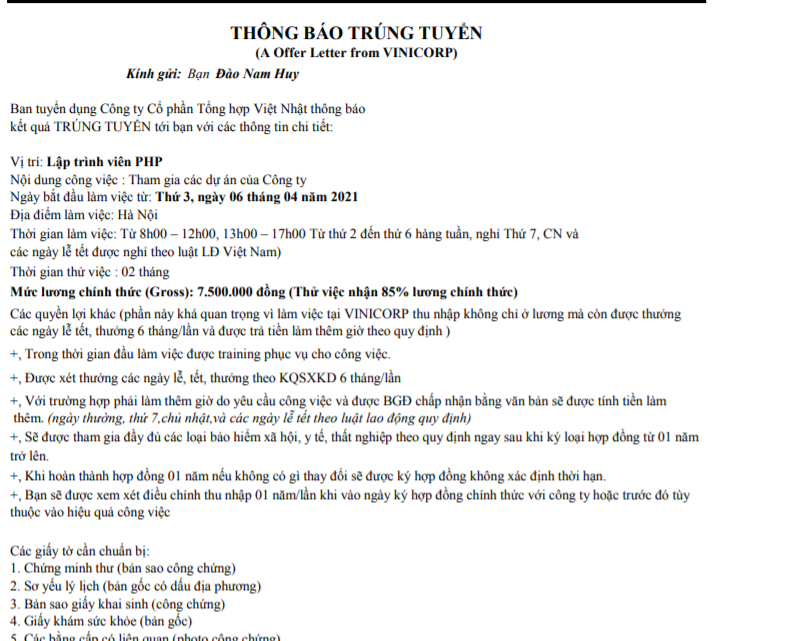 THÔNG BÁO TRÚNG TUYỂN
(A Offer Letter from VINICORP)
Kính gửi: Bạn Đào Nam Huy
Ban tuyển dụng Công ty Cổ phần Tổng hợp Việt Nhật thông báo
kết quả TRÚNG TUYỂN tới bạn với các thông tin chi tiết:
Vị trí: Lập trình viên PHP
Nội dung công việc : Tham gia các dự án của Công ty
Ngày bắt đầu làm việc từ: Thứ 3, ngày 06 tháng 04 năm 2021
Địa điểm làm việc: Hà Nội
Thời gian làm việc: Từ 8h00 – 12h00, 13h00 – 17h00 Từ thứ 2 đến thứ 6 hàng tuần, nghỉ Thứ 7, CN và
các ngày lễ tết được nghỉ theo luật LĐ Việt Nam)
Thời gian thử việc : 02 tháng
Mức lương chính thức (Gross): 7.500.000 đồng (Thử việc nhận 85% lương chính thức)
Các quyền lợi khác (phần này khá quan trọng vì làm việc tại VINICORP thu nhập không chỉ ở lương mà còn được thưởng
các ngày lễ tết, thưởng 6 tháng/lần và được trả tiền làm thêm giờ theo quy định )
+, Trong thời gian đầu làm việc được training phục vụ cho công việc.
+, Được xét thưởng các ngày lễ, tết, thưởng theo KQSXKD 6 tháng/lần
+, Với trường hợp phải làm thêm giờ do yêu cầu công việc và được BGĐ chấp nhận bằng văn bản sẽ được tính tiền làm
thêm. (ngày thường, thứ 7,chủ nhật,và các ngày lễ tết theo luật lao động quy định)
+, Sẽ được tham gia đầy đủ các loại bảo hiểm xã hội, y tế, thất nghiệp theo quy định ngay sau khi ký loại hợp đồng từ 01 năm
trở lên.
+, Khi hoàn thành hợp đồng 01 năm nếu không có gì thay đổi sẽ được ký hợp đồng không xác định thời hạn.
+, Bạn sẽ được xem xét điều chỉnh thu nhập 01 năm/lần khi vào ngày ký hợp đồng chính thức với công ty hoặc trước đó tùy
thuộc vào hiệu quả công việc
Các giấy tờ cần chuẩn bị:
1. Chứng minh thư (bản sao công chứng)
2. Sơ yếu lý lịch (bản gốc có dấu địa phương)
3. Bản sao giấy khai sinh (công chứng)
4. Giấy khám sức khỏe (bản gốc)
5. Các bằng cấp có liên quan (photo công chứng)